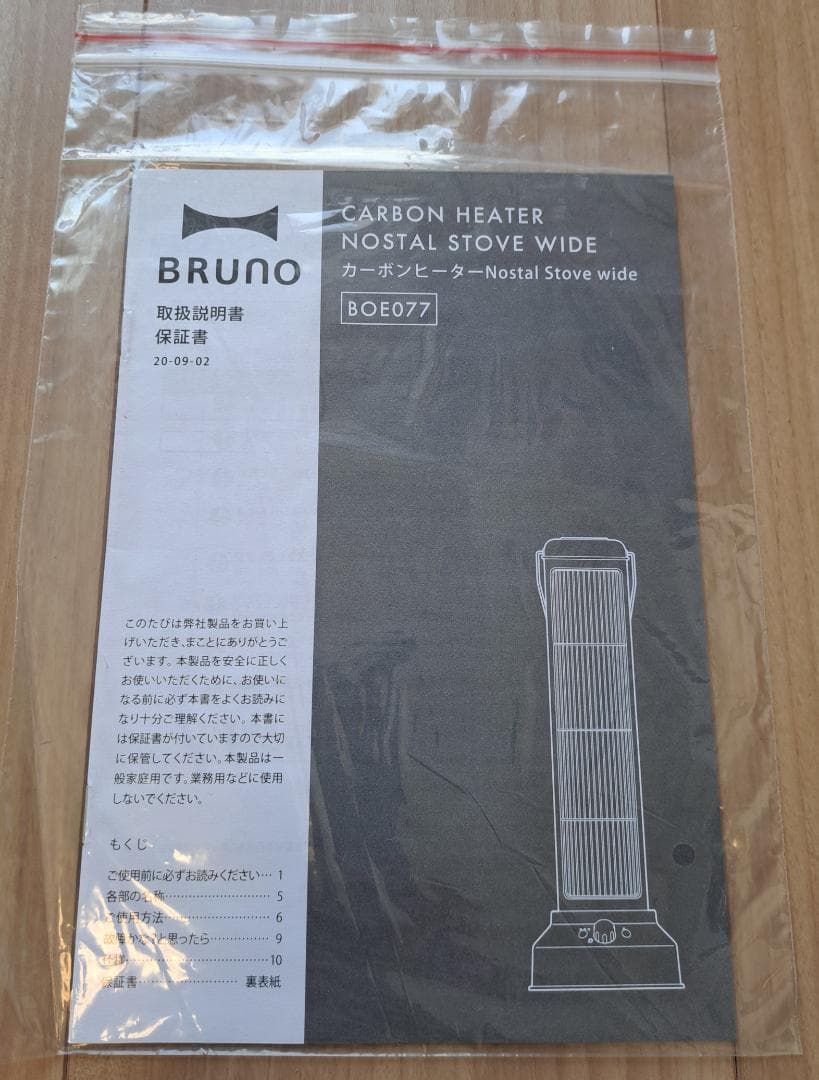 BRUNO
取扱説明書
保証書
20-09-02
CARBON HEATER
NOSTAL STOVE WIDE
カーボンヒーターNostal Stove wide
BOE077
このたびは弊社製品をお買い上
げいただき、まことにありがとうご
ざいます。本製品を安全に正しく
お使いいただくために、お使いに
なる前に必ず本書をよくお読みに
なり十分ご理解ください。本書に
は保証書が付いていますので大切
に保管してください。本製品は一
般家庭用です。業務用などに使用
しないでください。
もくじ
ご使用前に必ずお読みください… 1
各部の名称………………………… 5
ご使用方法………………………… 6
故障かな?と思ったら…………… 9
仕様…………………………………10
保証書…………………… 裏表紙